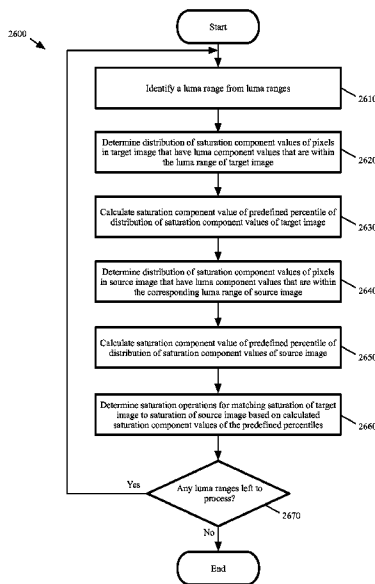 2600
Start
Identify a luma range from luma ranges
2610
Determine distribution of saturation component values of pixels
in target image that have luma component values that are within
the luma range of target image
2620
Calculate saturation component value of predefined percentile of
distribution of saturation component values of target image
2630
Determine distribution of saturation component values of pixels
in source image that have luma component values that are within
the corresponding luma range of source image
2640
Calculate saturation component value of predefined percentile of
distribution of saturation component values of source image
2650
Determine saturation operations for matching saturation of target
image to saturation of source image based on calculated
saturation component values of the predefined percentiles
2660
Yes
Any luma ranges left to
process?
2670
No
End